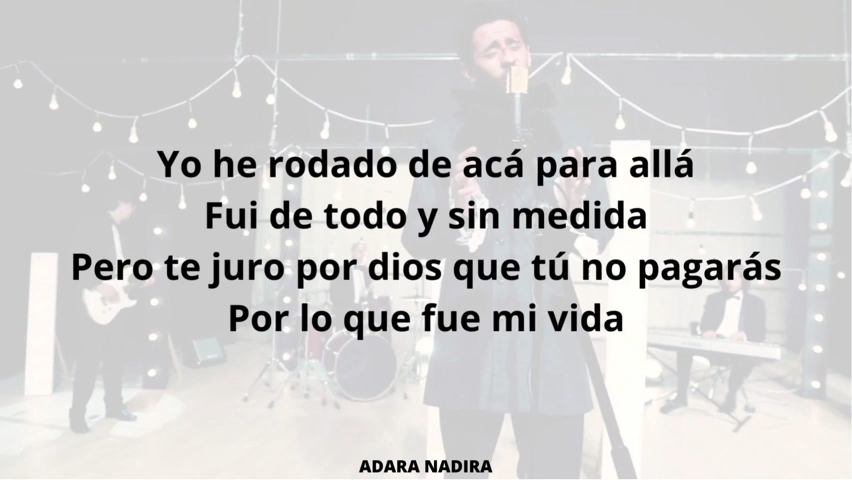 Yo he rodado de acá para allá
Fui de todo y sin medida
Pero te juro por dios que tú no pagarás
Por lo que fue mi vida
ADARA NADIRA